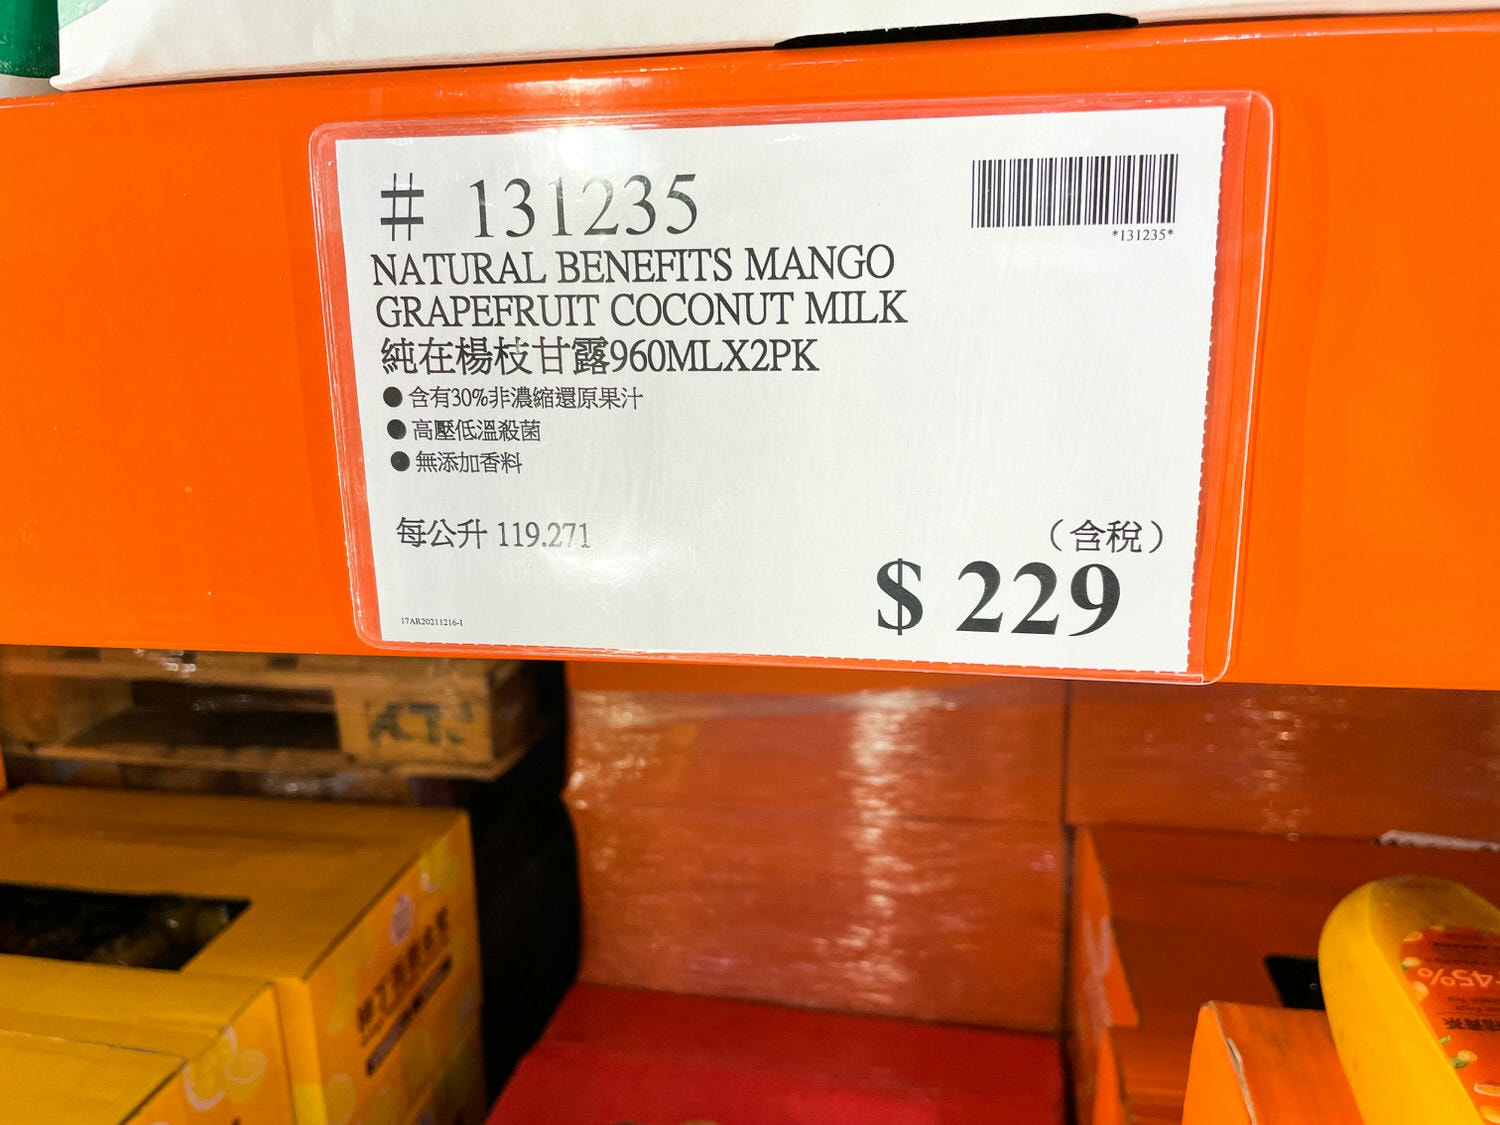 # 131235
*131235*
NATURAL BENEFITS MANGO
GRAPEFRUIT COCONUT MILK
純在楊枝甘露960MLX2PK
● 含有30%非濃縮還原果汁
● 高壓低溫殺菌
● 無添加香料
每公升 119.271
（含稅）
$ 229
17AR20211216-1
45%